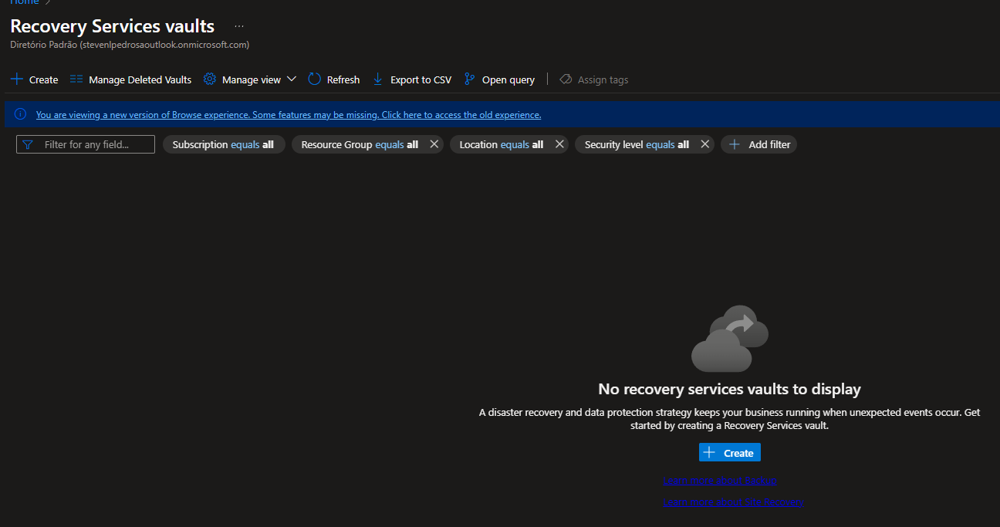 Home
Recovery Services vaults ...
Diretório Padrão (stevenlpedrosaoutlook.onmicrosoft.com)
Create Manage Deleted Vaults Manage view Refresh Export to CSV Open query Assign tags
You are viewing a new version of Browse experience. Some features may be missing. Click here to access the old experience.
Filter for any field... Subscription equals all Resource Group equals all Location equals all Security level equals all Add filter
No recovery services vaults to display
A disaster recovery and data protection strategy keeps your business running when unexpected events occur. Get
started by creating a Recovery Services vault.
Create
Learn more about Backup
Learn more about Site Recovery